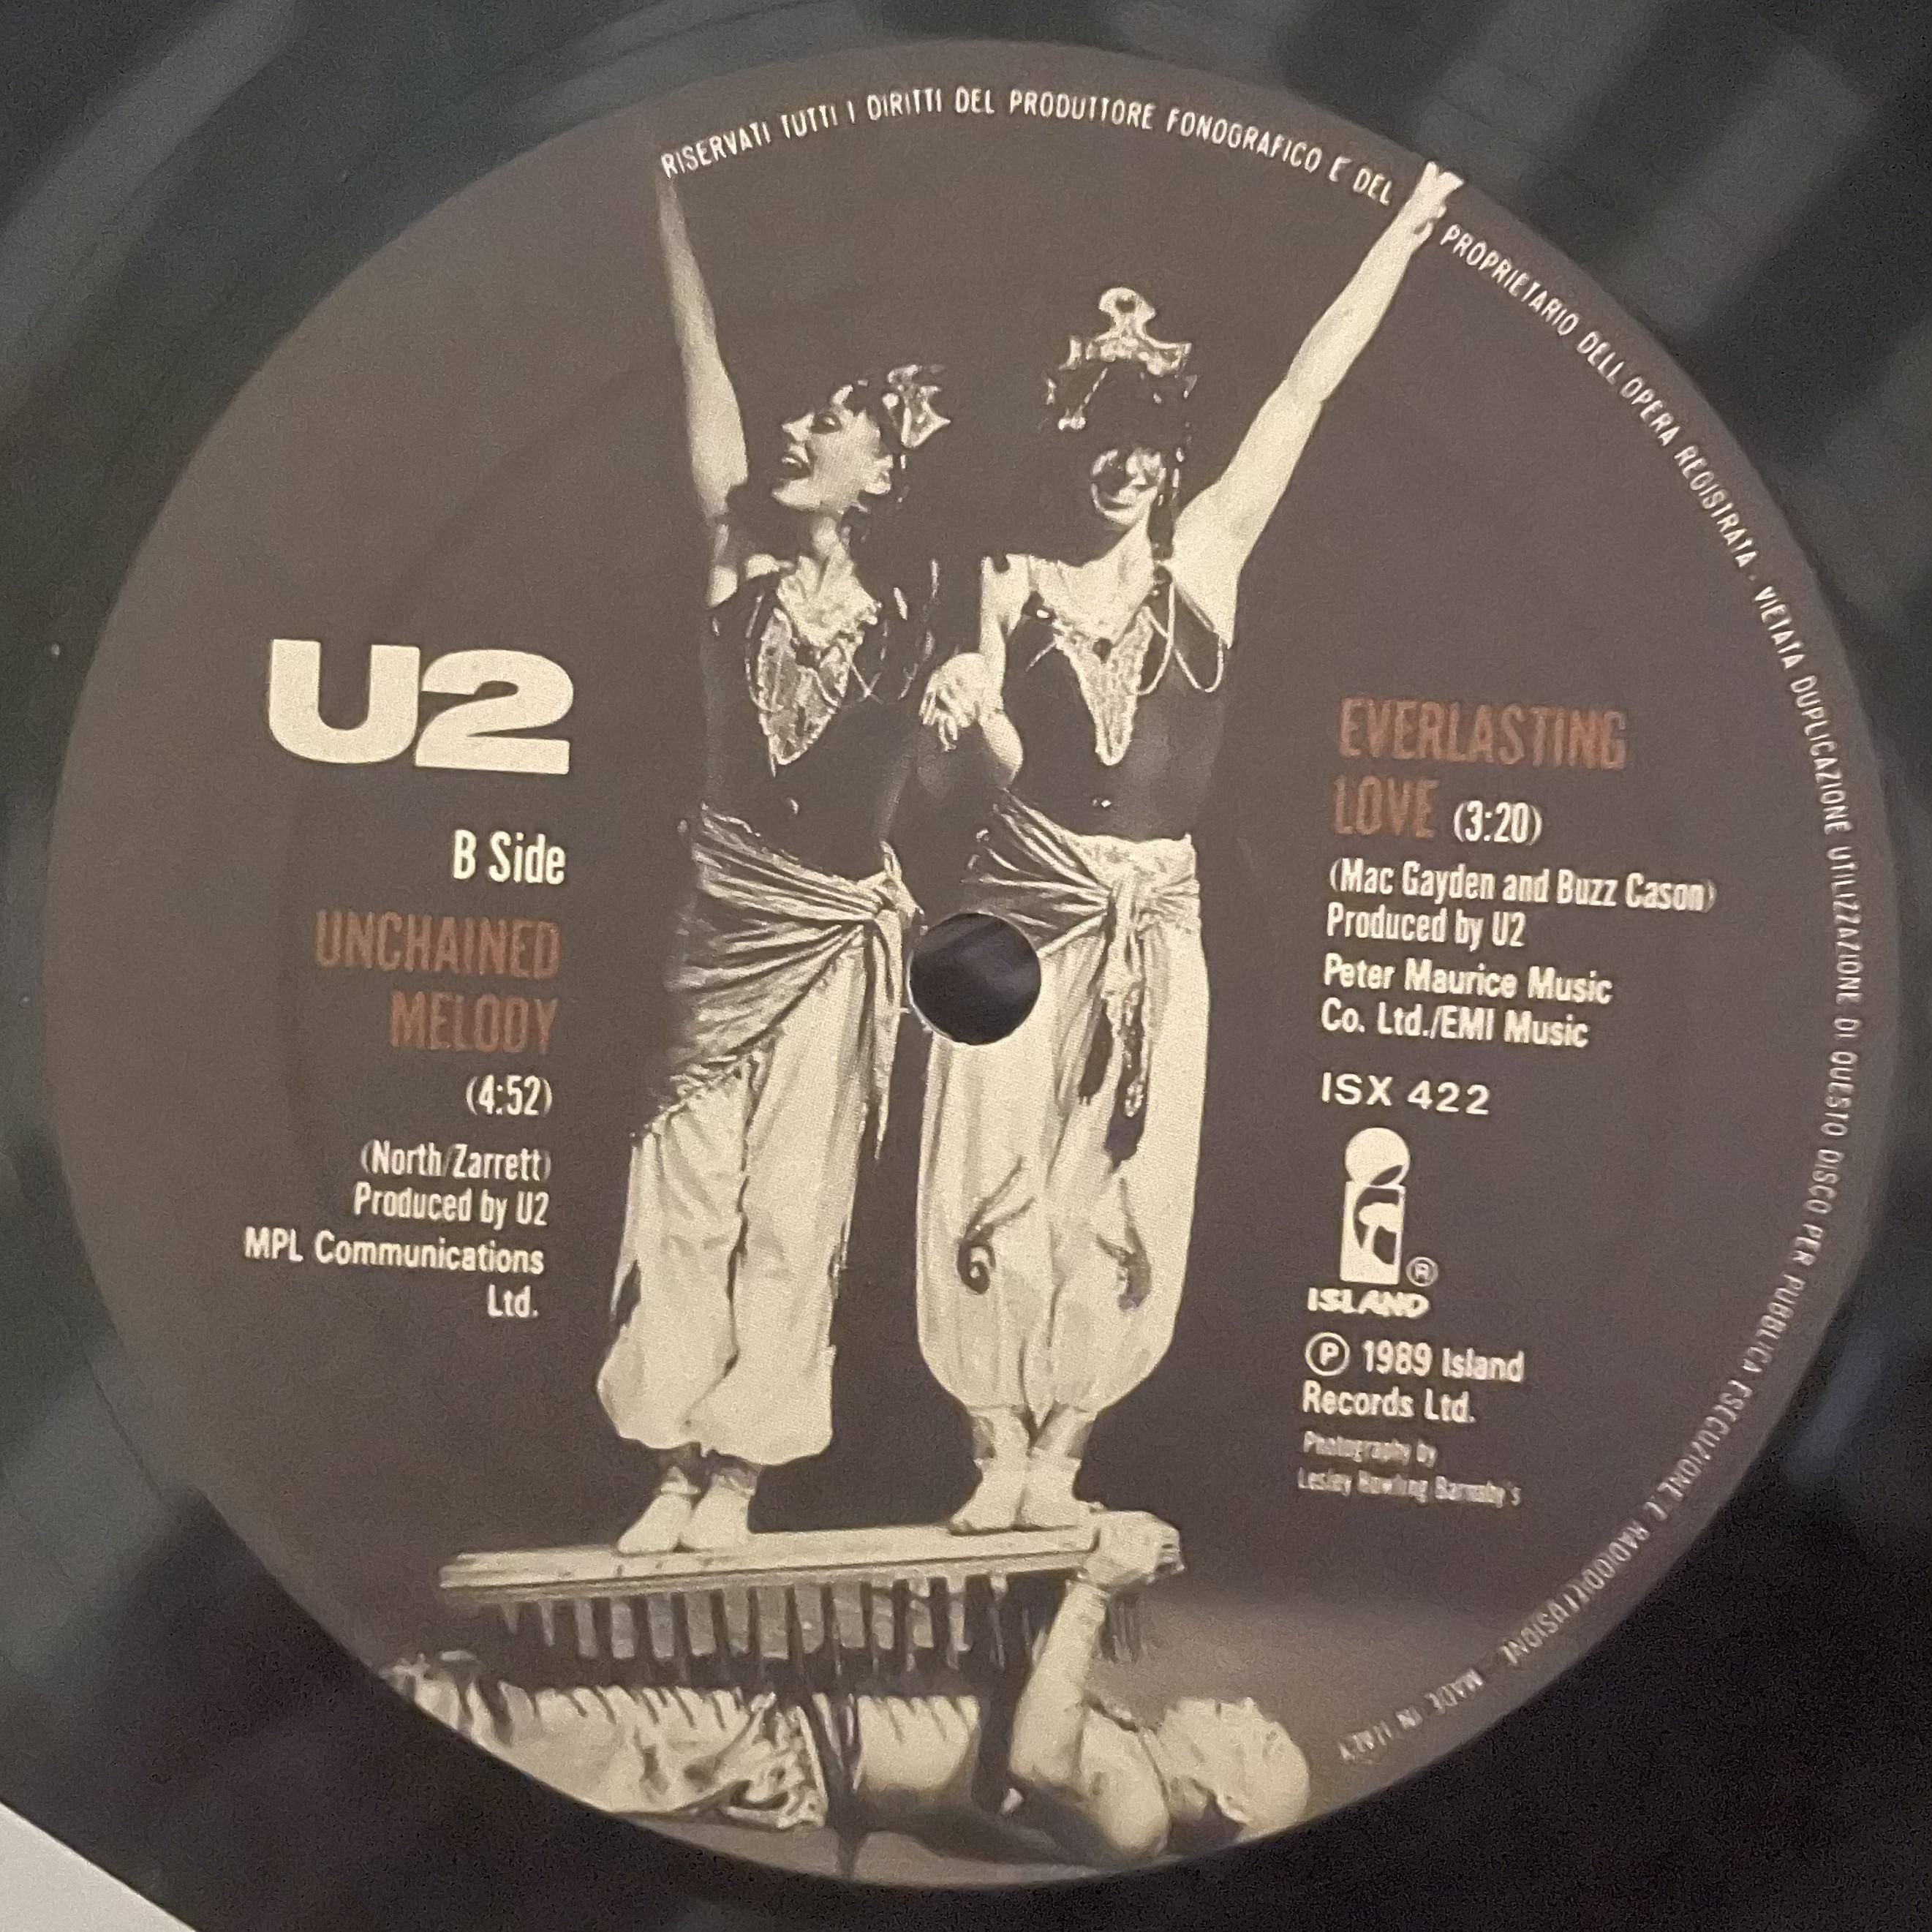 RISERVATI TUTTI I DIRITTI DEL PRODUTTORE FONOGRAFICO E DEL PROPRIETARIO DELL OPERA REGISTRATA · VIETATA DUPLICAZIONE UTILIZZAZIONE DI QUESTO DISCO PER PUBBLICA ESECUZIONE E RADIODIFFUSIONE · MADE IN ITALY
U2
B Side
UNCHAINED
MELODY
(4:52)
(North/Zarrett)
Produced by U2
MPL Communications
Ltd.
EVERLASTING
LOVE (3:20)
(Mac Gayden and Buzz Cason)
Produced by U2
Peter Maurice Music
Co. Ltd./EMI Music
ISX 422
®
ISLAND
Ⓟ 1989 Island
Records Ltd.
Photography by
Lesley Howling Barnaby's